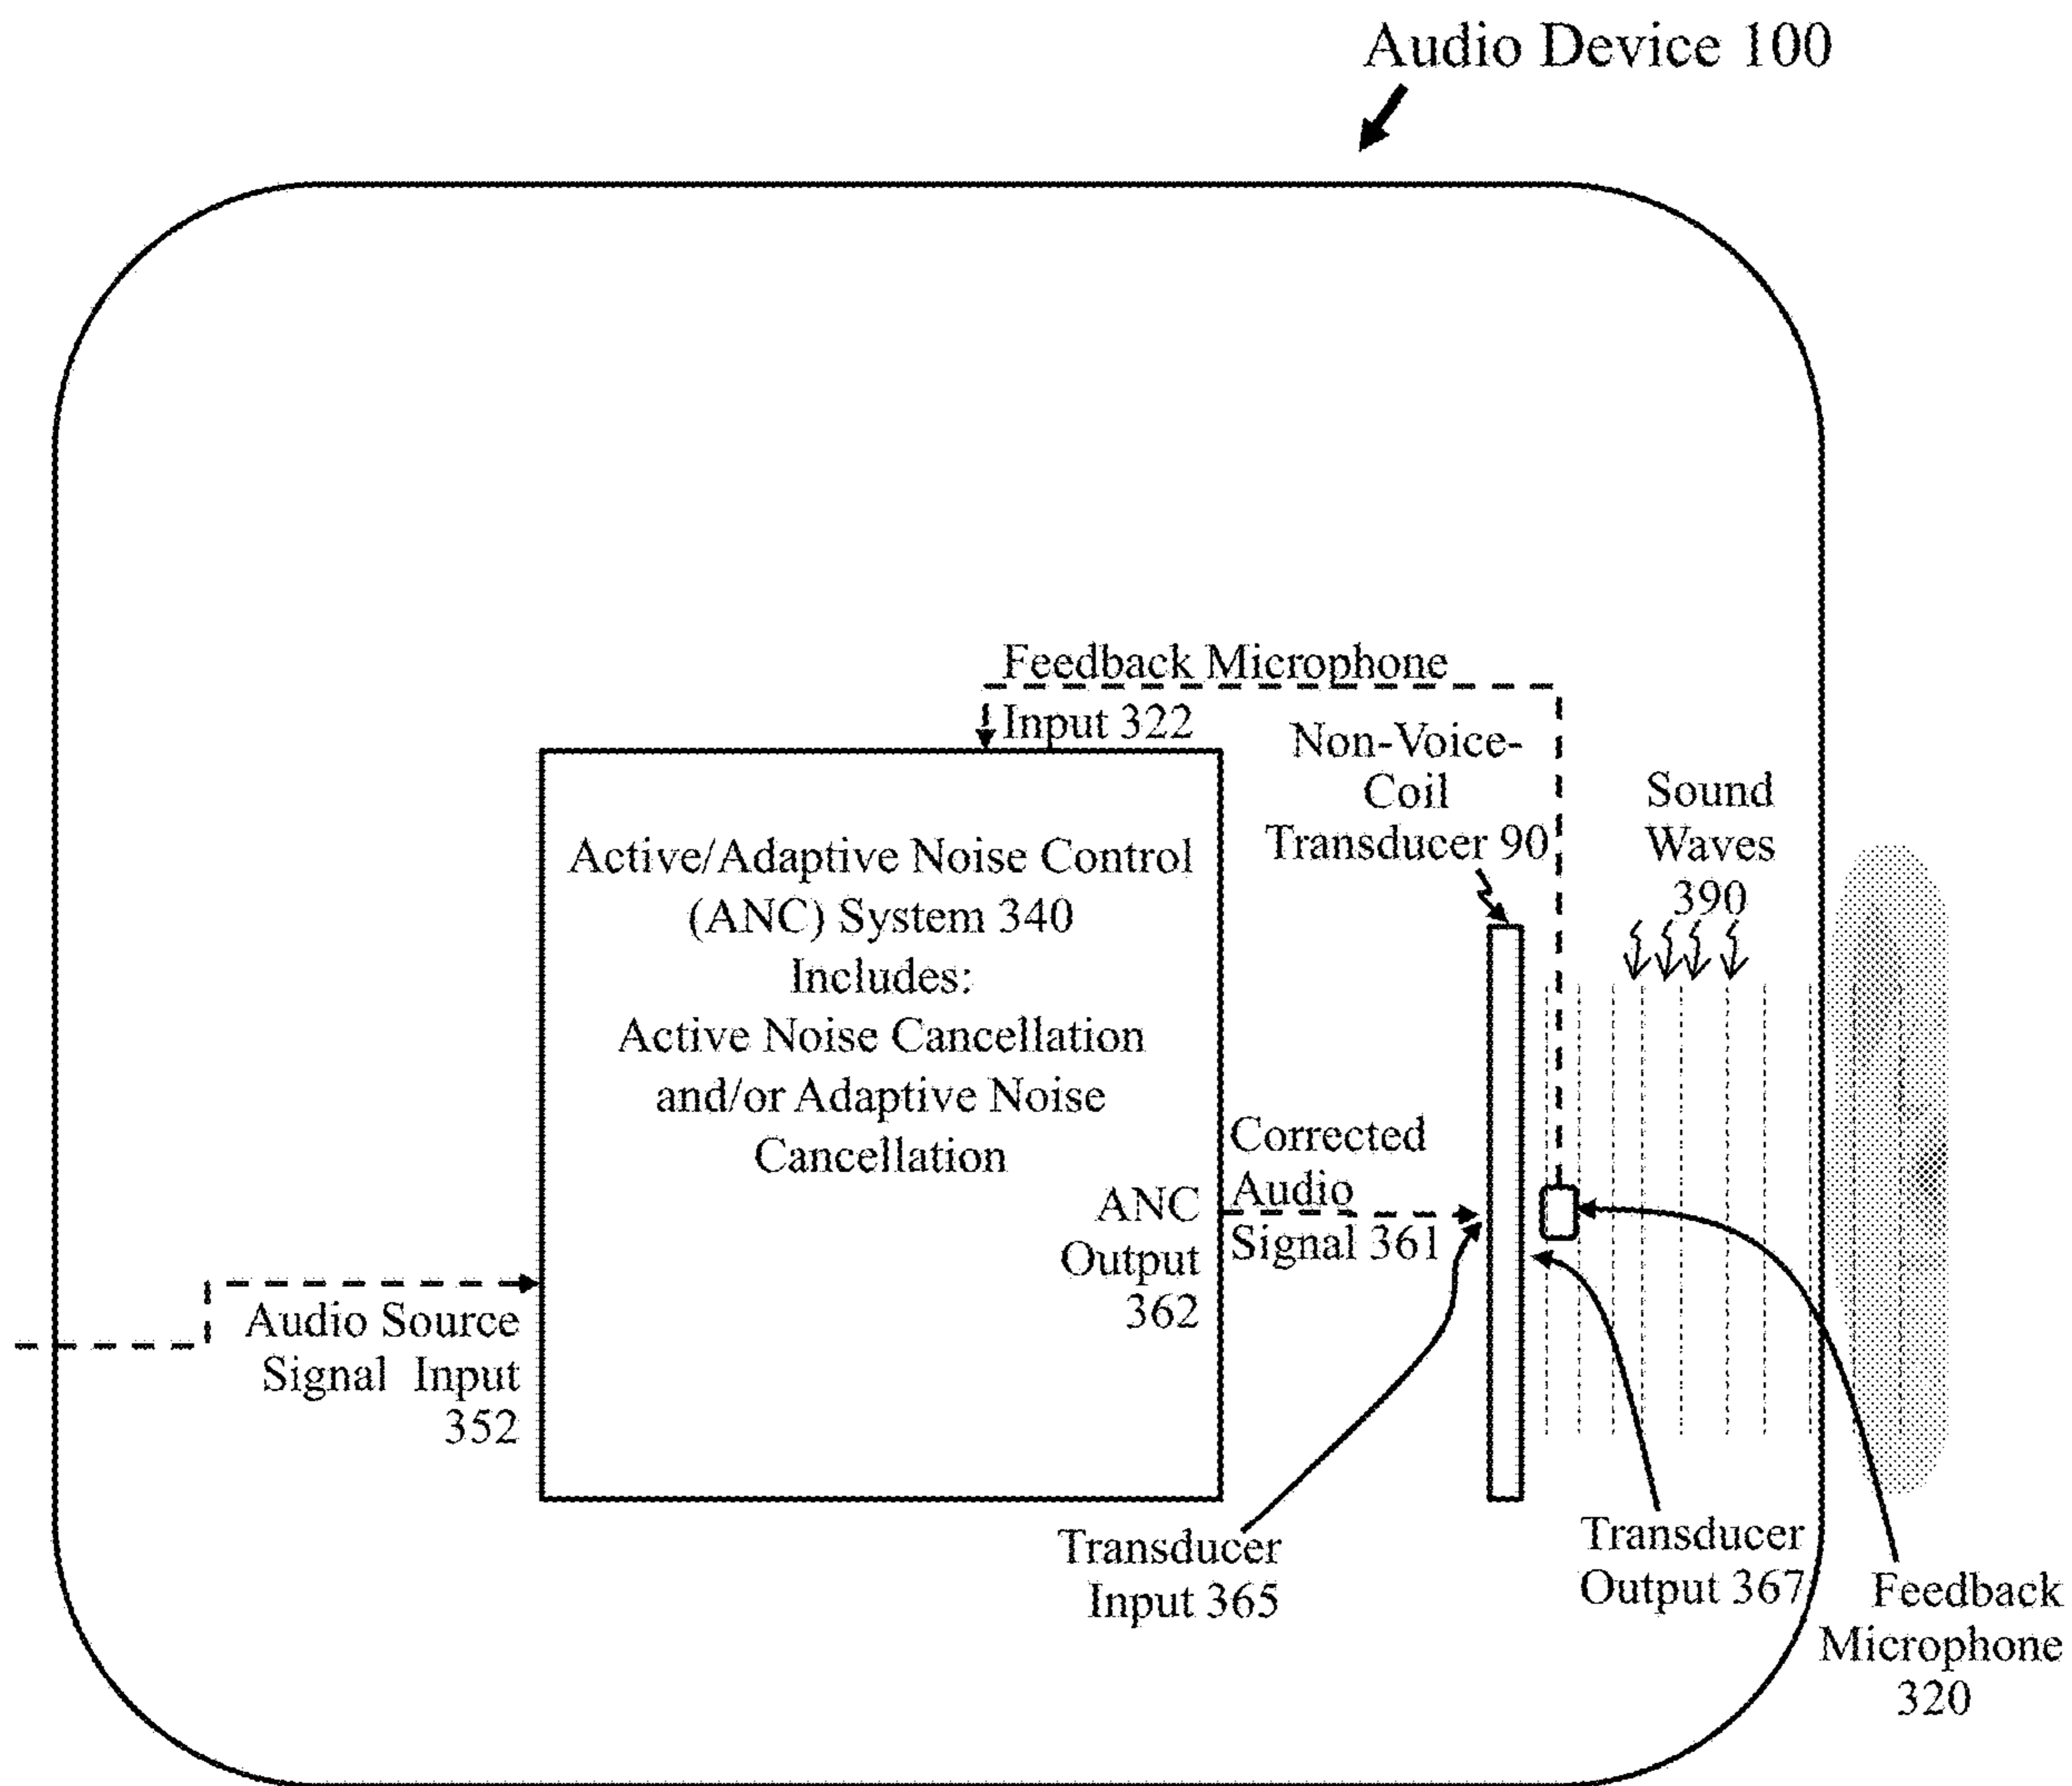 Audio Device 100
Feedback Microphone
Input 322
Non-Voice-
Coil
Transducer 90
Sound
Waves
390
Active/Adaptive Noise Control
(ANC) System 340
Includes:
Active Noise Cancellation
and/or Adaptive Noise
Cancellation
ANC
Output
362
Corrected
Audio
Signal 361
Audio Source
Signal Input
352
Transducer
Input 365
Transducer
Output 367
Feedback
Microphone
320